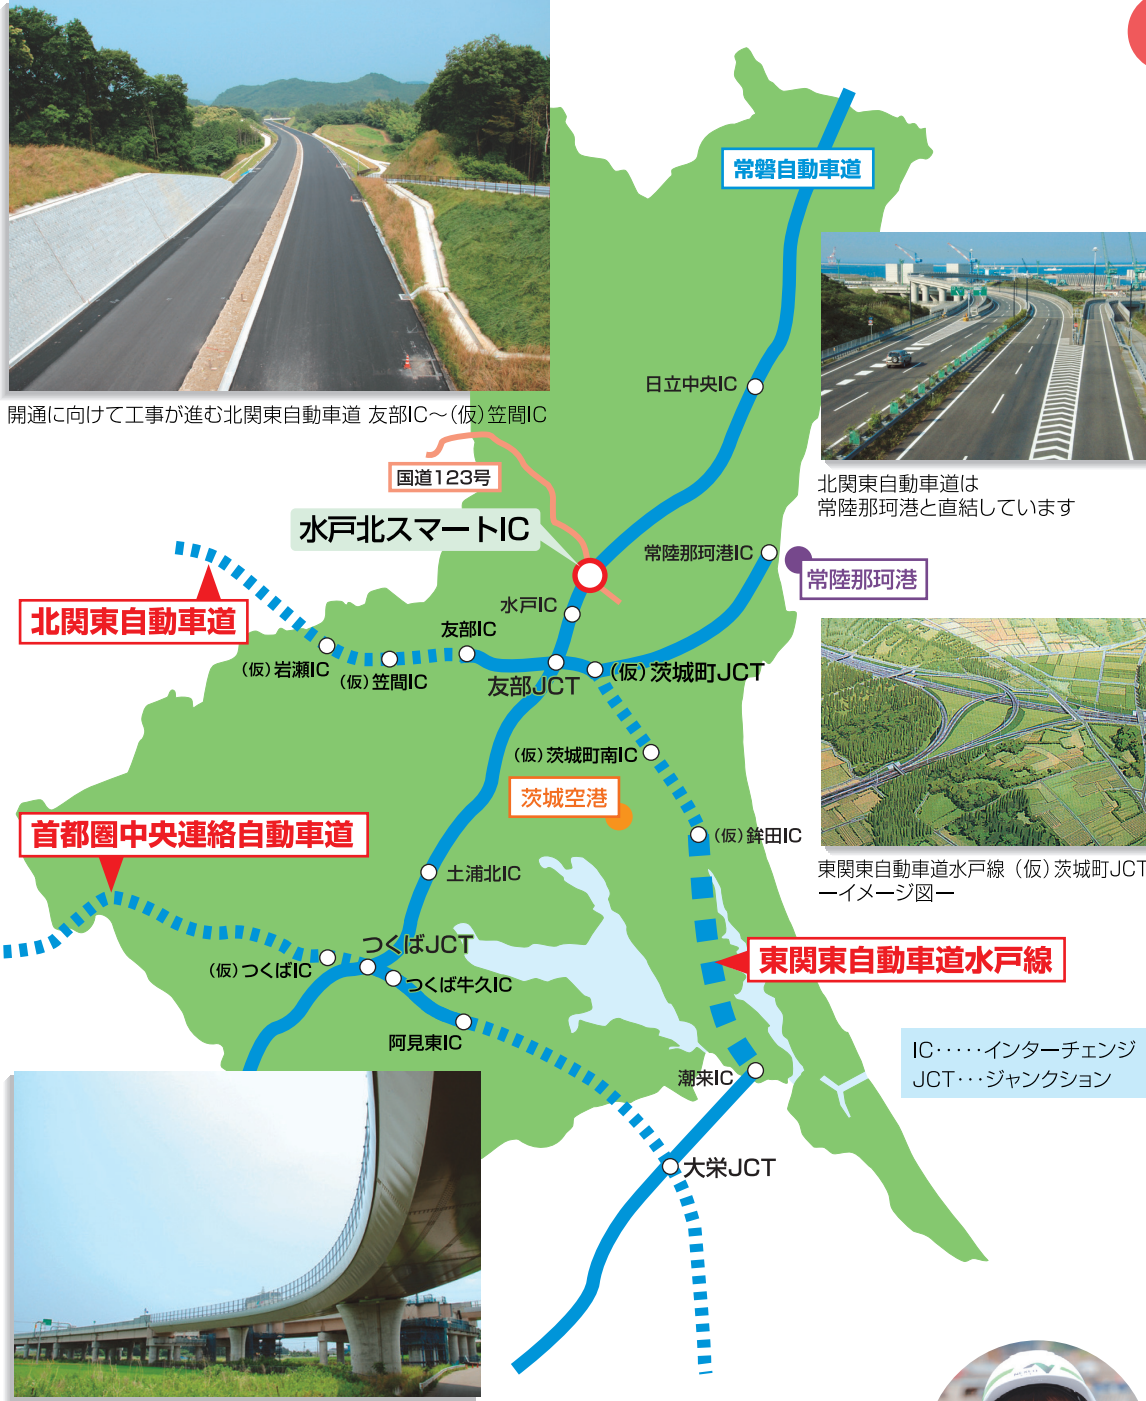 常磐自動車道
開通に向けて工事が進む北関東自動車道 友部IC～(仮)笠間IC
日立中央IC
国道123号
北関東自動車道は
常陸那珂港と直結しています
水戸北スマートIC
常陸那珂港IC
常陸那珂港
水戸IC
北関東自動車道
友部IC
(仮)岩瀬IC
(仮)笠間IC
友部JCT
(仮)茨城町JCT
(仮)茨城町南IC
茨城空港
首都圏中央連絡自動車道
(仮)鉾田IC
土浦北IC
東関東自動車道水戸線（仮)茨城町JCT
ーイメージ図ー
つくばJCT
東関東自動車道水戸線
(仮)つくばIC
つくば牛久IC
阿見東IC
IC･････インターチェンジ
JCT･･･ジャンクション
潮来IC
大栄JCT